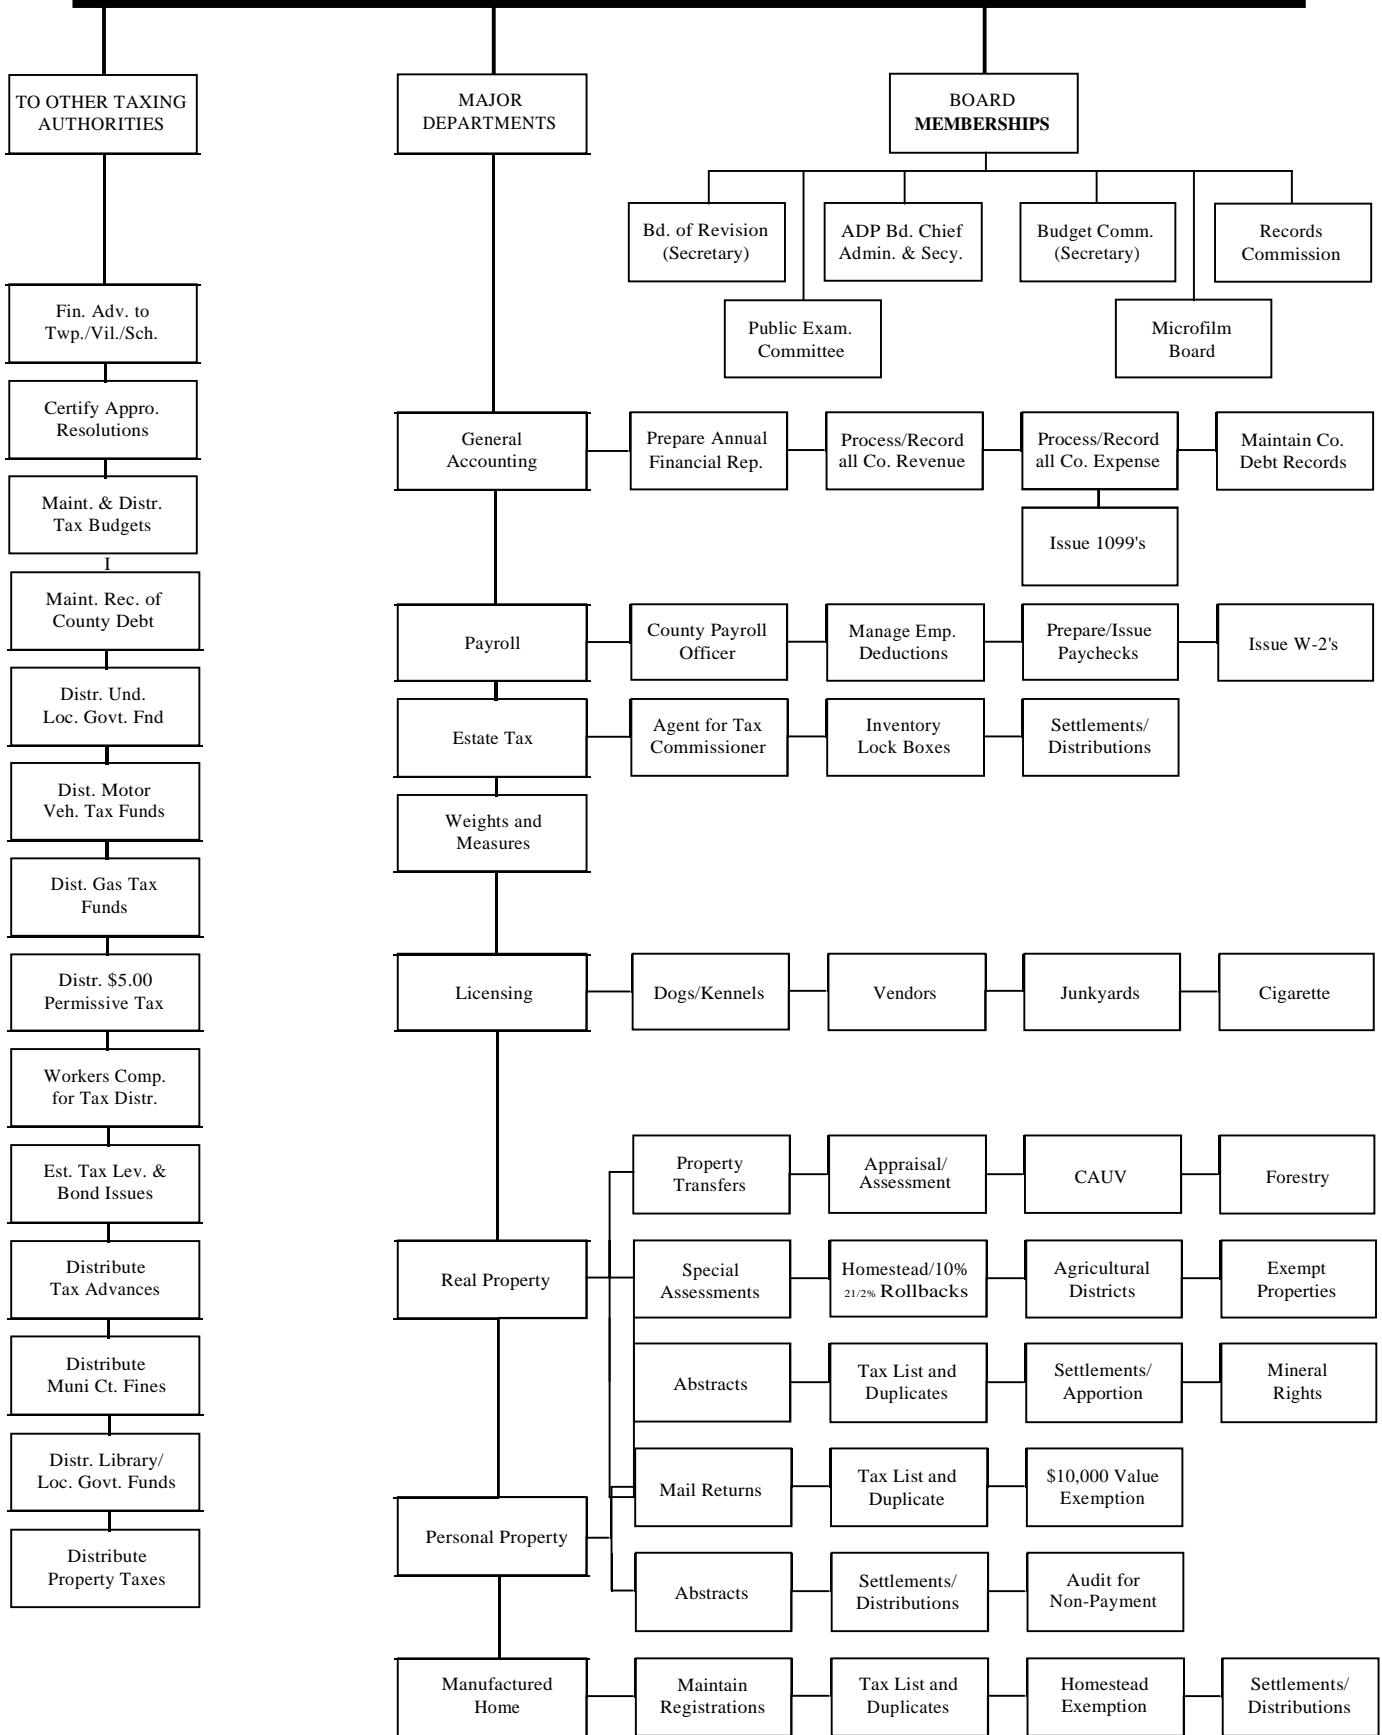 TO OTHER TAXING
AUTHORITIES
MAJOR
DEPARTMENTS
BOARD
MEMBERSHIPS
Bd. of Revision
(Secretary)
ADP Bd. Chief
Admin. & Secy.
Budget Comm.
(Secretary)
Records
Commission
Public Exam.
Committee
Microfilm
Board
Fin. Adv. to
Twp./Vil./Sch.
Certify Appro.
Resolutions
Maint. & Distr.
Tax Budgets
I
Maint. Rec. of
County Debt
Distr. Und.
Loc. Govt. Fnd
Dist. Motor
Veh. Tax Funds
Dist. Gas Tax
Funds
Distr. $5.00
Permissive Tax
Workers Comp.
for Tax Distr.
Est. Tax Lev. &
Bond Issues
Distribute
Tax Advances
Distribute
Muni Ct. Fines
Distr. Library/
Loc. Govt. Funds
Distribute
Property Taxes
General
Accounting
Prepare Annual
Financial Rep.
Process/Record
all Co. Revenue
Process/Record
all Co. Expense
Maintain Co.
Debt Records
Issue 1099's
Payroll
County Payroll
Officer
Manage Emp.
Deductions
Prepare/Issue
Paychecks
Issue W-2's
Estate Tax
Agent for Tax
Commissioner
Inventory
Lock Boxes
Settlements/
Distributions
Weights and
Measures
Licensing
Dogs/Kennels
Vendors
Junkyards
Cigarette
Property
Transfers
Appraisal/
Assessment
CAUV
Forestry
Real Property
Special
Assessments
Homestead/10%
21/2% Rollbacks
Agricultural
Districts
Exempt
Properties
Abstracts
Tax List and
Duplicates
Settlements/
Apportion
Mineral
Rights
Personal Property
Mail Returns
Tax List and
Duplicate
$10,000 Value
Exemption
Abstracts
Settlements/
Distributions
Audit for
Non-Payment
Manufactured
Home
Maintain
Registrations
Tax List and
Duplicates
Homestead
Exemption
Settlements/
Distributions